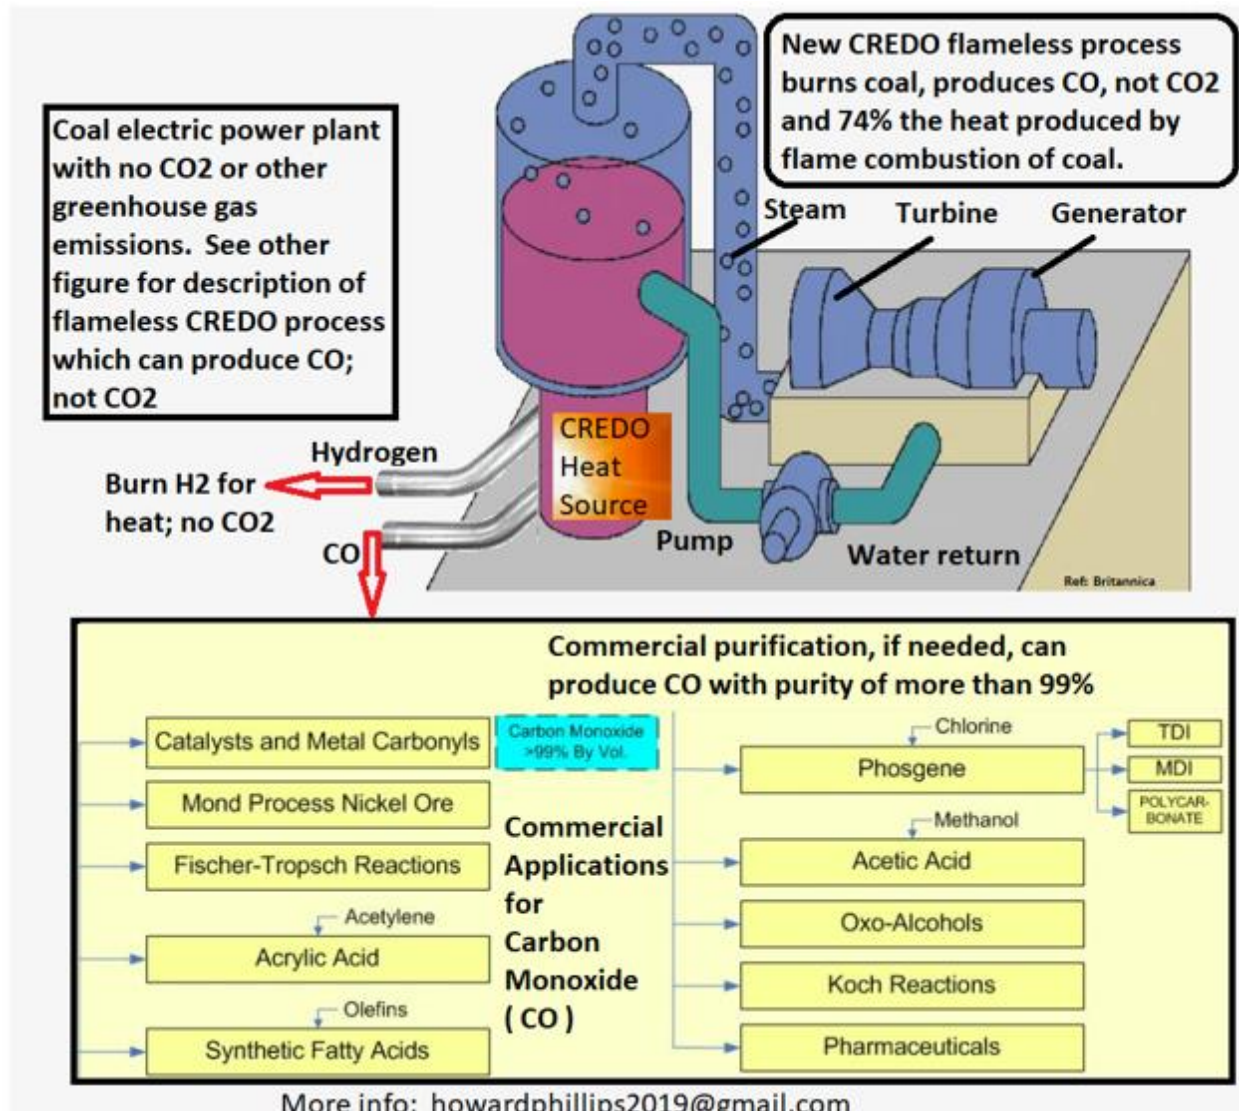 New CREDO flameless process
burns coal, produces CO, not CO2
and 74% the heat produced by
flame combustion of coal.
Coal electric power plant
with no CO2 or other
greenhouse gas
emissions.  See other
figure for description of
flameless CREDO process
which can produce CO;
not CO2
Steam
Turbine
Generator
Hydrogen
Burn H2 for
heat; no CO2
CO
CREDO
Heat
Source
Pump
Water return
Ref: Britannica
Commercial purification, if needed, can
produce CO with purity of more than 99%
Catalysts and Metal Carbonyls
Mond Process Nickel Ore
Fischer-Tropsch Reactions
Acetylene
Acrylic Acid
Olefins
Synthetic Fatty Acids
Carbon Monoxide
>99% By Vol.
Commercial
Applications
for
Carbon
Monoxide
( CO )
Chlorine
Phosgene
TDI
MDI
POLYCAR-
BONATE
Methanol
Acetic Acid
Oxo-Alcohols
Koch Reactions
Pharmaceuticals
More info:  howardphillips2019@gmail.com